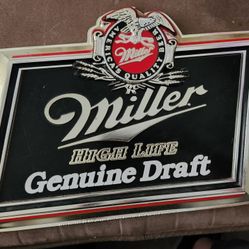 AMERICA'S QUALITY BEER
Miller
Miller
HIGH LIFE
Genuine Draft